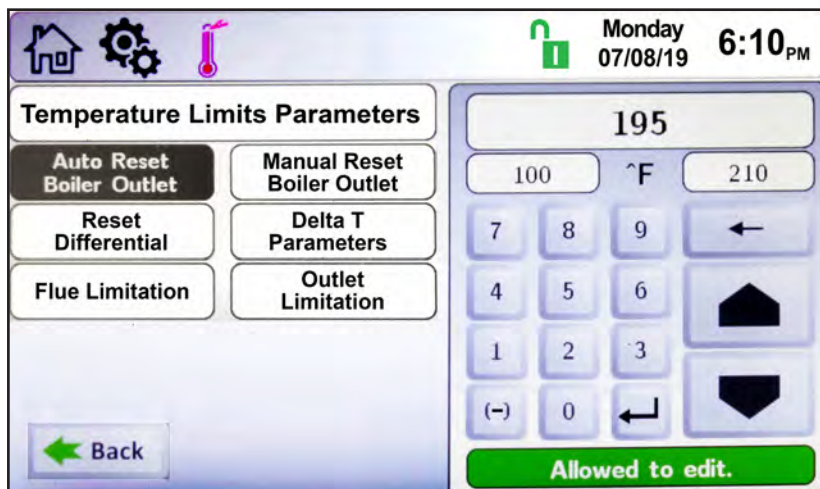 Monday
07/08/19
6:10 PM
Temperature Limits Parameters
Auto Reset
Boiler Outlet
Manual Reset
Boiler Outlet
Reset
Differential
Delta T
Parameters
Flue Limitation
Outlet
Limitation
Back
195
100 ^F 210
7 8 9
4 5 6
1 2 3
(-) 0
Allowed to edit.